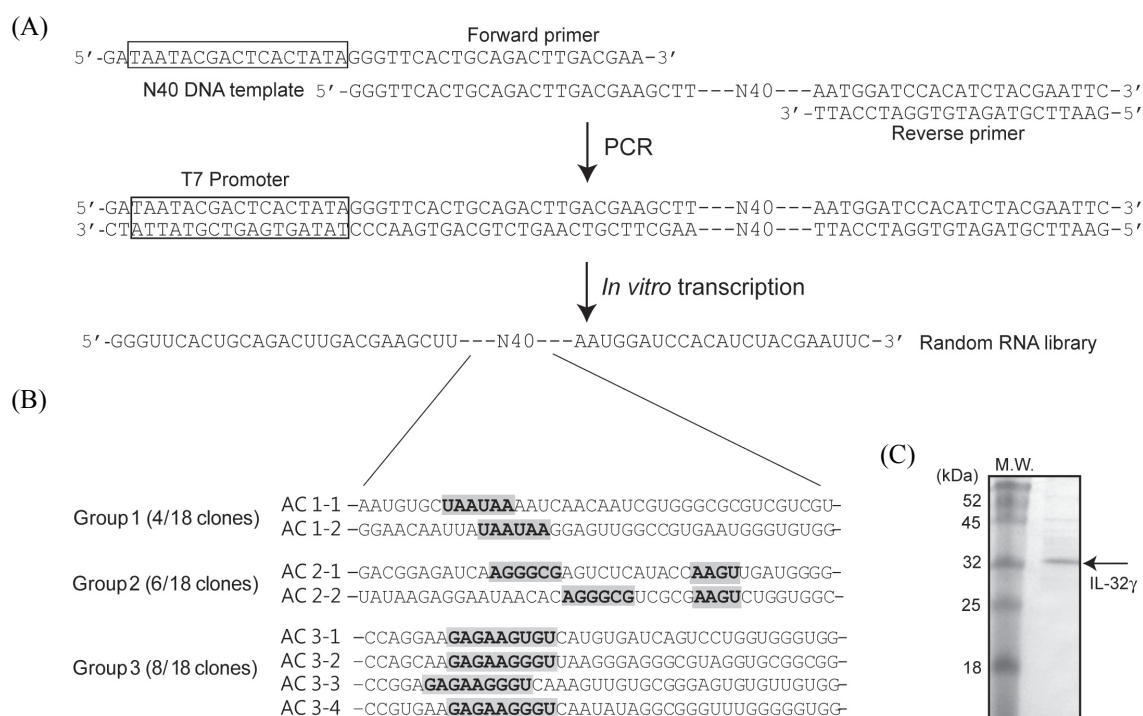 (A)
Forward primer
5′-GATAATACGACTCACTATAGGGTTCACTGCAGACTTGACGAA-3′
N40 DNA template 5′-GGGTTCACTGCAGACTTGACGAAGCTT---N40---AATGGATCCACATCTACGAATTC-3′
3′-TTACCTAGGTGTAGATGCTTAAG-5′
Reverse primer
PCR
T7 Promoter
5′-GATAATACGACTCACTATAGGGTTCACTGCAGACTTGACGAAGCTT---N40---AATGGATCCACATCTACGAATTC-3′
3′-CTATTATGCTGAGTGATATCCCAAGTGACGTCTGAACTGCTTCGAA---N40---TTACCTAGGTGTAGATGCTTAAG-5′
In vitro transcription
5′-GGGUUCACUGCAGACUUGACGAAGCUU---N40---AAUGGAUCCACAUCUACGAAUUC-3′ Random RNA library
(B)
Group 1 (4/18 clones)
AC 1-1 –AAUGUGCUAAUAAAAUCAACAAUCGUGGGCGCGUCGUCGU–
AC 1-2 –GGAACAAUUAUAAUAAGGAGUUGGCCGUGAAUGGGUGUGG–
Group 2 (6/18 clones)
AC 2-1 –GACGGAGAUCAAGGGCGAGUCUCAUACCAAGUUGAUGGGG–
AC 2-2 –UAUAAGAGGAAUAACACAGGGCGUCGCGAAGUCUGGUGGC–
Group 3 (8/18 clones)
AC 3-1 –CCAGGAAGAGAAGUGUCAUGUGAUCAGUCCUGGUGGGUGG–
AC 3-2 –CCAGCAAGAGAAGGGUUAAGGGAGGGCGUAGGUGCGGCGG–
AC 3-3 –CCGGAGAGAAGGGUCAAAGUUGUGCGGGAGUGUGUUGUGG–
AC 3-4 –CCGUGAAGAGAAGGGUCAAUAUAGGCGGGUUUGGGGGUGG–
(C)
M.W.
(kDa)
52
45
32
IL-32γ
25
18